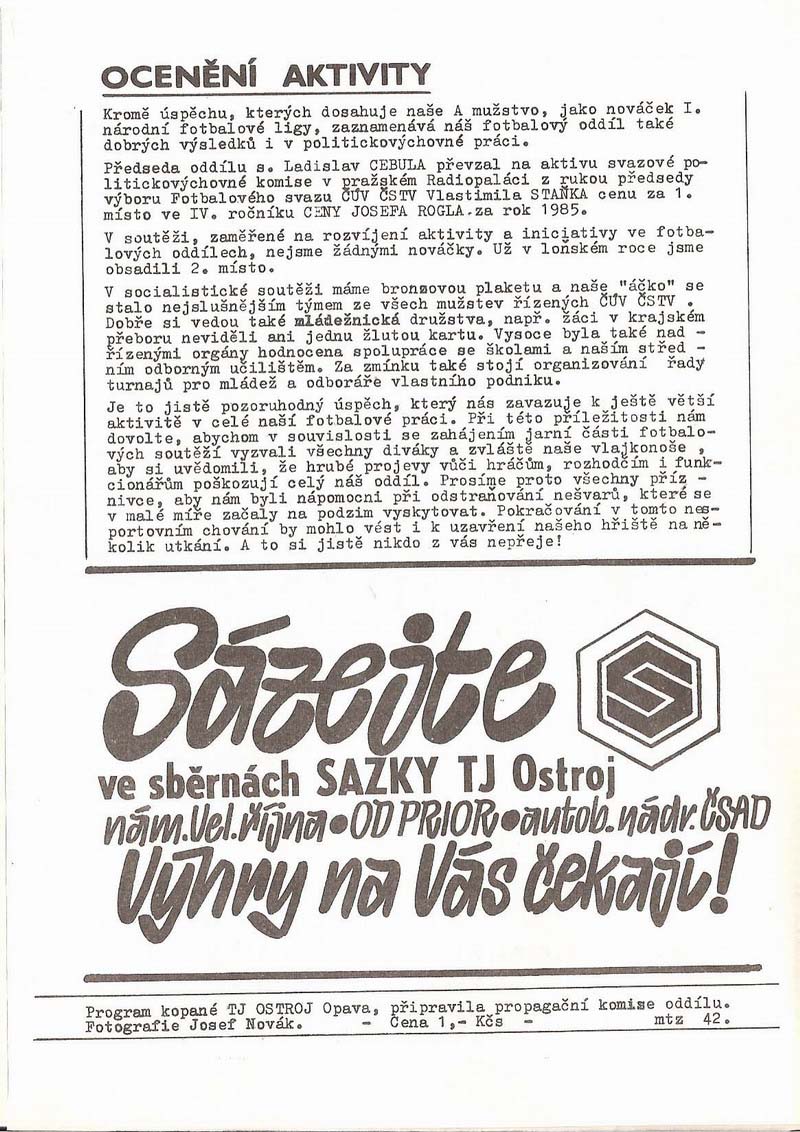 OCENĚNÍ AKTIVITY
Kromě úspěchu, kterých dosahuje naše A mužstvo, jako nováček I.
národní fotbalové ligy, zaznamenává náš fotbalový oddíl také
dobrých výsledků i v politickovýchovné práci.
Předseda oddílu s. Ladislav CEBULA převzal na aktivu svazové po-
litickovýchovné komise v pražském Radiopaláci z rukou předsedy
výboru Fotbalového svazu ČÚV ČSTV Vlastimila STAŇKA cenu za 1.
místo ve IV. ročníku CENY JOSEFA ROGLA.za rok 1985.
V soutěži, zaměřené na rozvíjení aktivity a iniciativy ve fotba-
lových oddílech, nejsme žádnými nováčky. Už v loňském roce jsme
obsadili 2. místo.
V socialistické soutěži máme bronzovou plaketu a naše "áčko" se
stalo nejslušnějším týmem ze všech mužstev řízených ČÚV ČSTV .
Dobře si vedou také mládežnická družstva, např. žáci v krajském
přeboru neviděli ani jednu žlutou kartu. Vysoce byla také nad -
řízenými orgány hodnocena spolupráce se školami a naším střed -
ním odborným učilištěm. Za zmínku také stojí organizování řady
turnajů pro mládež a odboráře vlastního podniku.
Je to jistě pozoruhodný úspěch, který nás zavazuje k ještě větší
aktivitě v celé naší fotbalové práci. Při této příležitosti nám
dovolte, abychom v souvislosti se zahájením jarní části fotbalo-
vých soutěží vyzvali všechny diváky a zvláště naše vlajkonoše ,
aby si uvědomili, že hrubé projevy vůči hráčům, rozhodčím i funk-
cionářům poškozují celý náš oddíl. Prosíme proto všechny příz -
nivce, aby nám byli nápomocni při odstraňování nešvarů, které se
v malé míře začaly na podzim vyskytovat. Pokračování v tomto nes-
portovním chování by mohlo vést i k uzavření našeho hřiště na ně-
kolik utkání. A to si jistě nikdo z vás nepřeje!
Sázejte
S
ve sběrnách SAZKY TJ Ostroj
nám.Vel.října•OD PRIOR•autob.nádr.ČSAD
Výhry na Vás čekají!
Program kopané TJ OSTROJ Opava, připravila propagační komise oddílu.
Fotografie Josef Novák. - Cena 1,- Kčs - mtz 42.